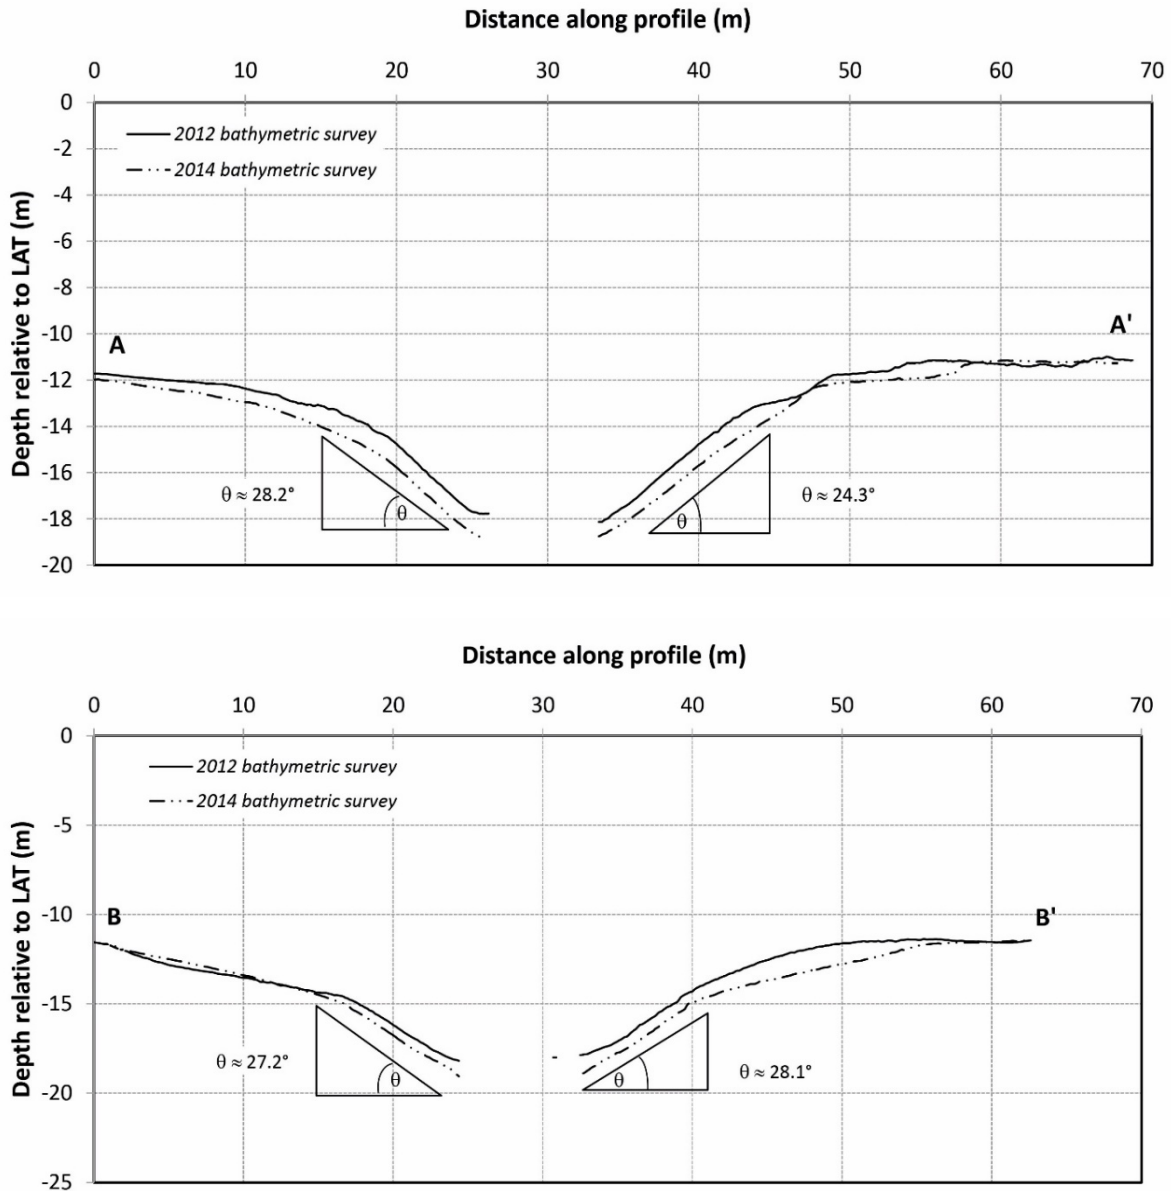 Distance along profile (m)
0 10 20 30 40 50 60 70
0
2012 bathymetric survey
-2
2014 bathymetric survey
-4
-6
-8
-10
-12
-14
-16
-18
-20
Depth relative to LAT (m)
A
A'
θ ≈ 28.2°
θ
θ ≈ 24.3°
θ
Distance along profile (m)
0 10 20 30 40 50 60 70
0
2012 bathymetric survey
2014 bathymetric survey
-5
-10
-15
-20
-25
Depth relative to LAT (m)
B
B'
θ ≈ 27.2°
θ
θ ≈ 28.1°
θ